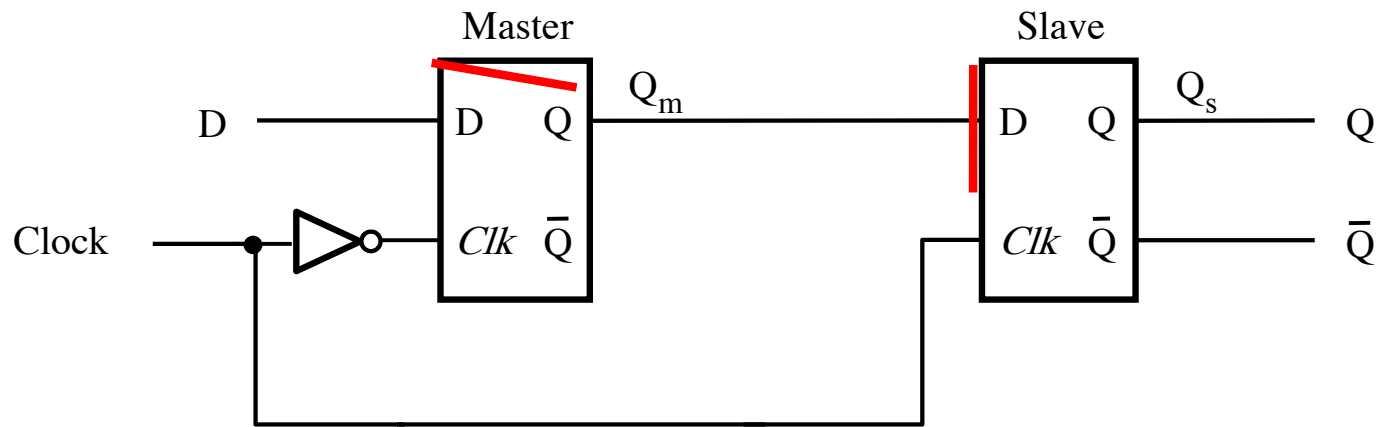 Master
Slave
Qm
Qs
D
D Q
D Q
Q
Clock
Clk Q̅
Clk Q̅
Q̅